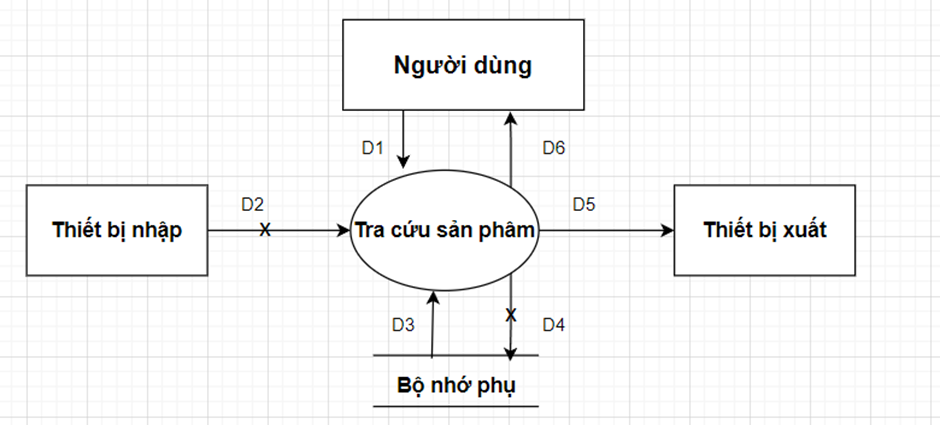 Người dùng
D1
D6
D2
X
D5
Thiết bị nhập
Tra cứu sản phâm
Thiết bị xuất
D3
X
D4
Bộ nhớ phụ